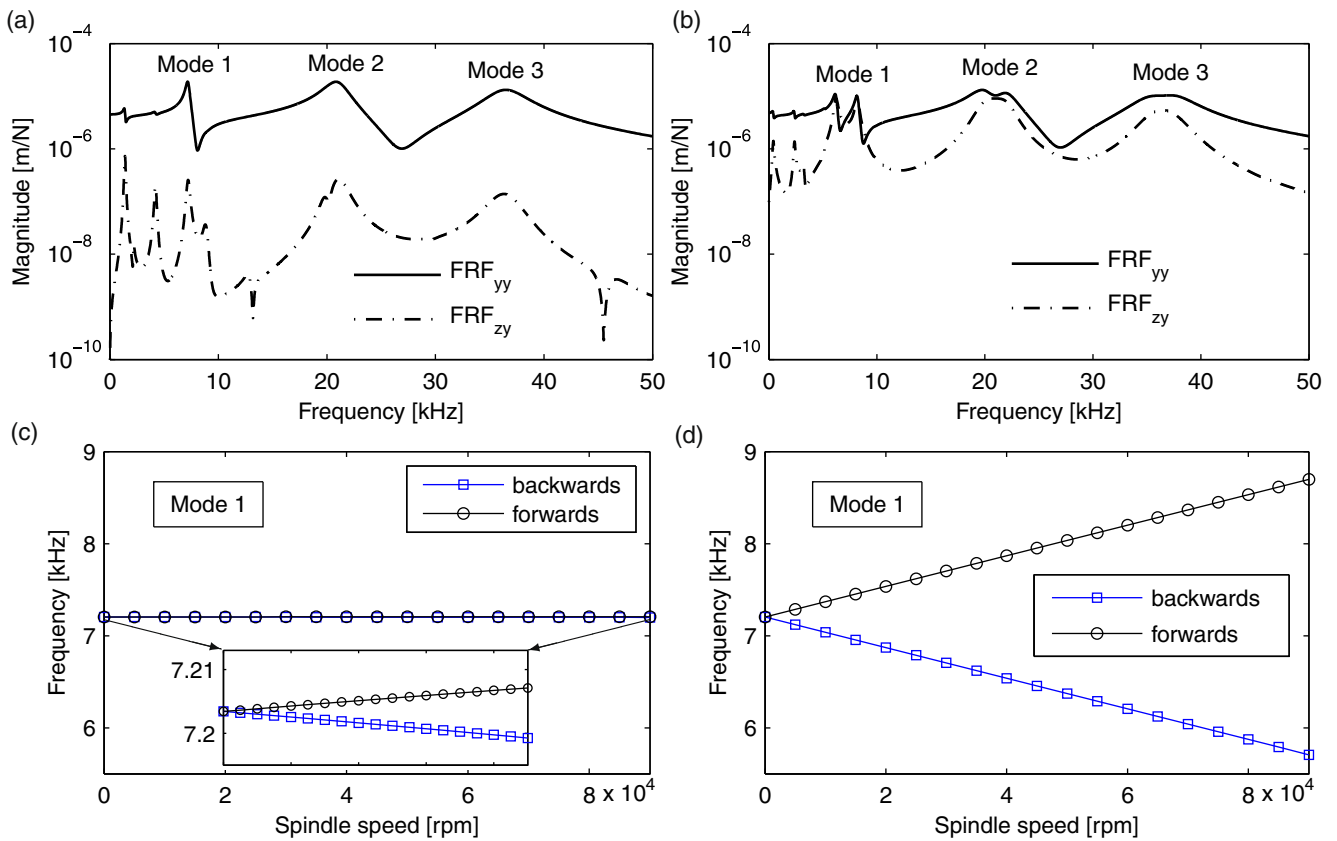 (a)
10⁻⁴
10⁻⁶
10⁻⁸
10⁻¹⁰
Magnitude [m/N]
Mode 1
Mode 2
Mode 3
FRF_yy
FRF_zy
0 10 20 30 40 50
Frequency [kHz]
(b)
10⁻⁴
10⁻⁶
10⁻⁸
10⁻¹⁰
Magnitude [m/N]
Mode 1
Mode 2
Mode 3
FRF_yy
FRF_zy
0 10 20 30 40 50
Frequency [kHz]
(c)
9
8
7
6
Frequency [kHz]
Mode 1
backwards
forwards
7.21
7.2
0 2 4 6 8 x 10⁴
Spindle speed [rpm]
(d)
9
8
7
6
Frequency [kHz]
Mode 1
backwards
forwards
0 2 4 6 8 x 10⁴
Spindle speed [rpm]